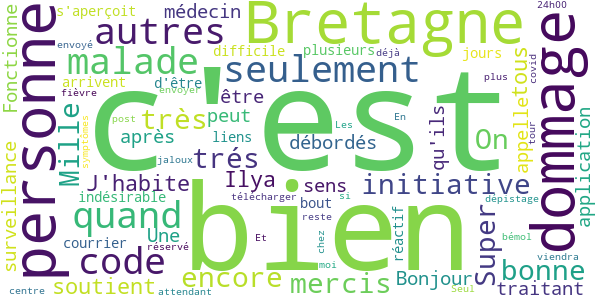 24h00
s'aperçoit
médecin
Bretagne
autres
difficile
plusieurs
jours
envoyé
déjà
malade
seulement
Fonctionne
arrivent
d'être
plus
covid
fièvre
envoyer
c'est
personne
Mille
très
être
peut
qu'ils
On
appelletous
application
dommage
post
Les
En
tour
symptomes
après
liens
débordés
jaloux
trés
J'habite
Ilya
sens
initiative
surveillance
indésirable
télécharger
bout
si
dépistage
quand
bien
reste
Une
courrier
réservé
Et
chez
moi
réactif
Super
bémol
viendra
code
encore
mercis
Bonjour
bonne
soutient
traitant
centre
attendant
Seul